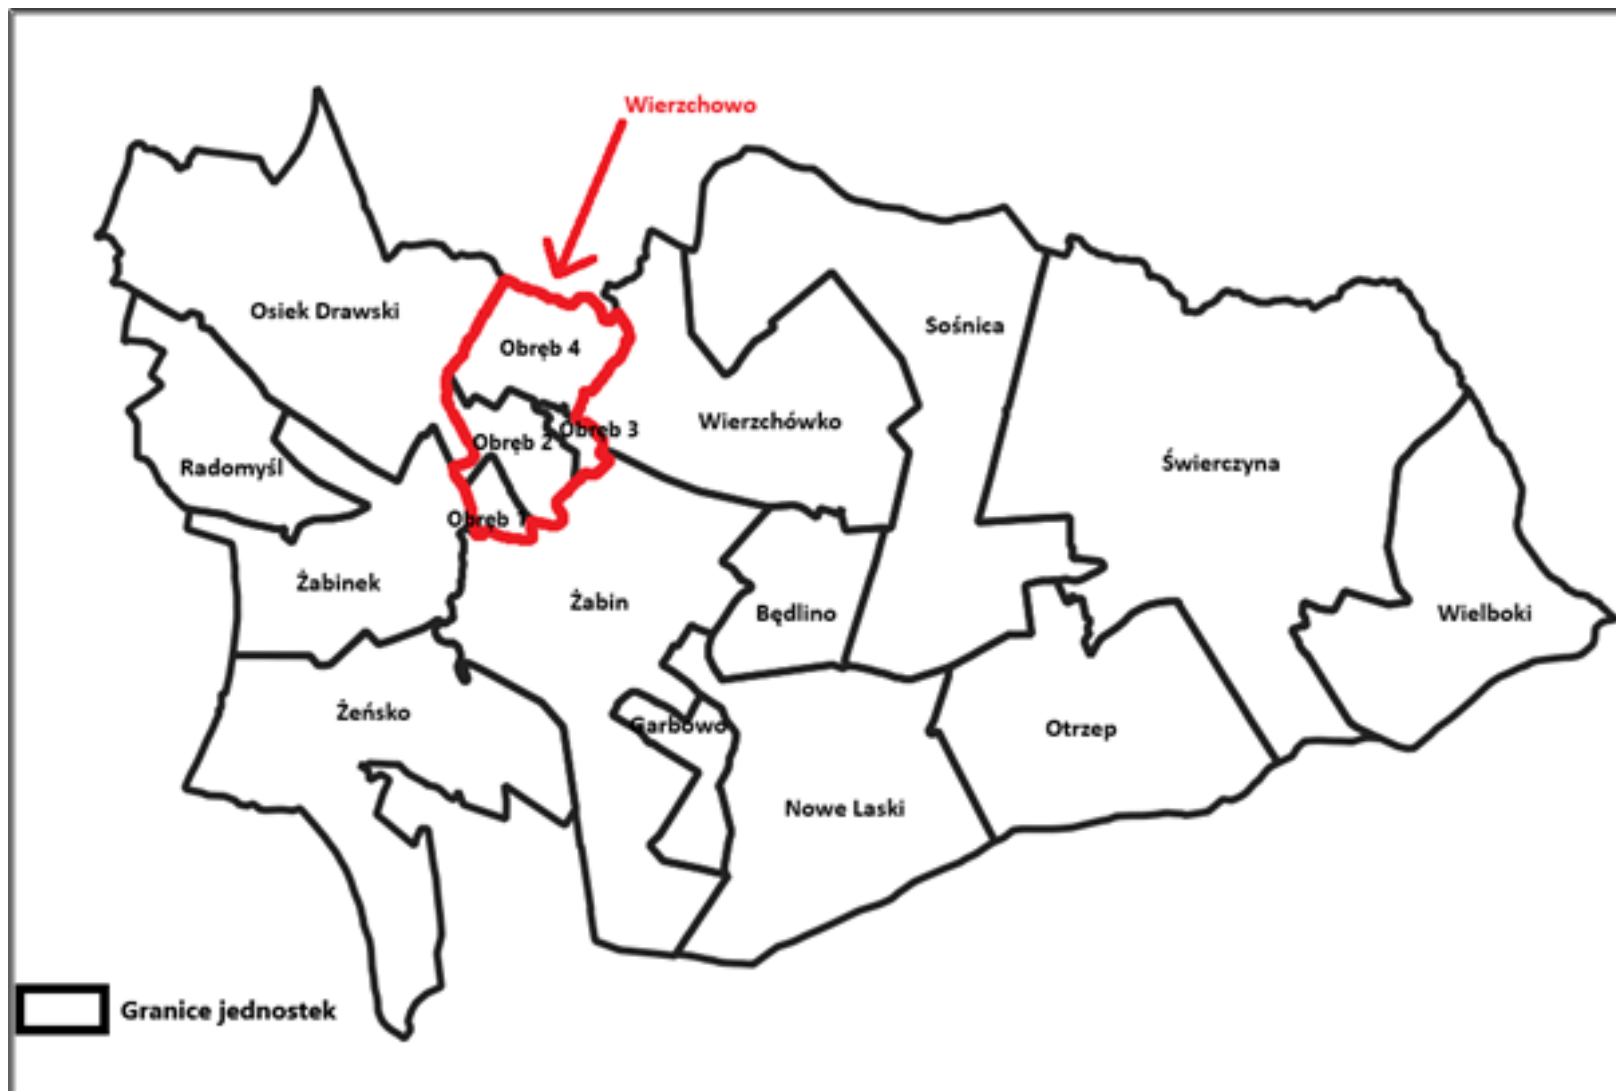 Wierzchowo
Osiek Drawski
Obręb 4
Sośnica
Wierzchówko
Obręb 3
Obręb 2
Radomyśl
Świerczyna
Obręb 1
Żabinek
Żabin
Będlino
Wielboki
Żeńsko
Garbowo
Otrzep
Nowe Laski
Granice jednostek